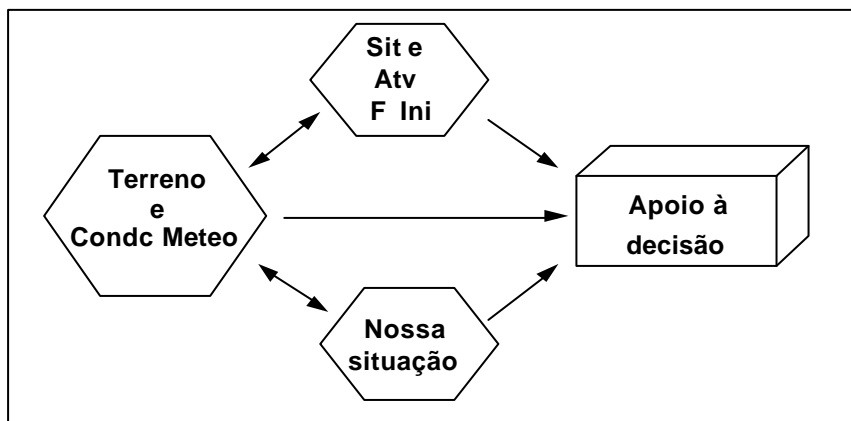 Sit e
Atv
F Ini
Terreno
e
Condc Meteo
Apoio à
decisão
Nossa
situação